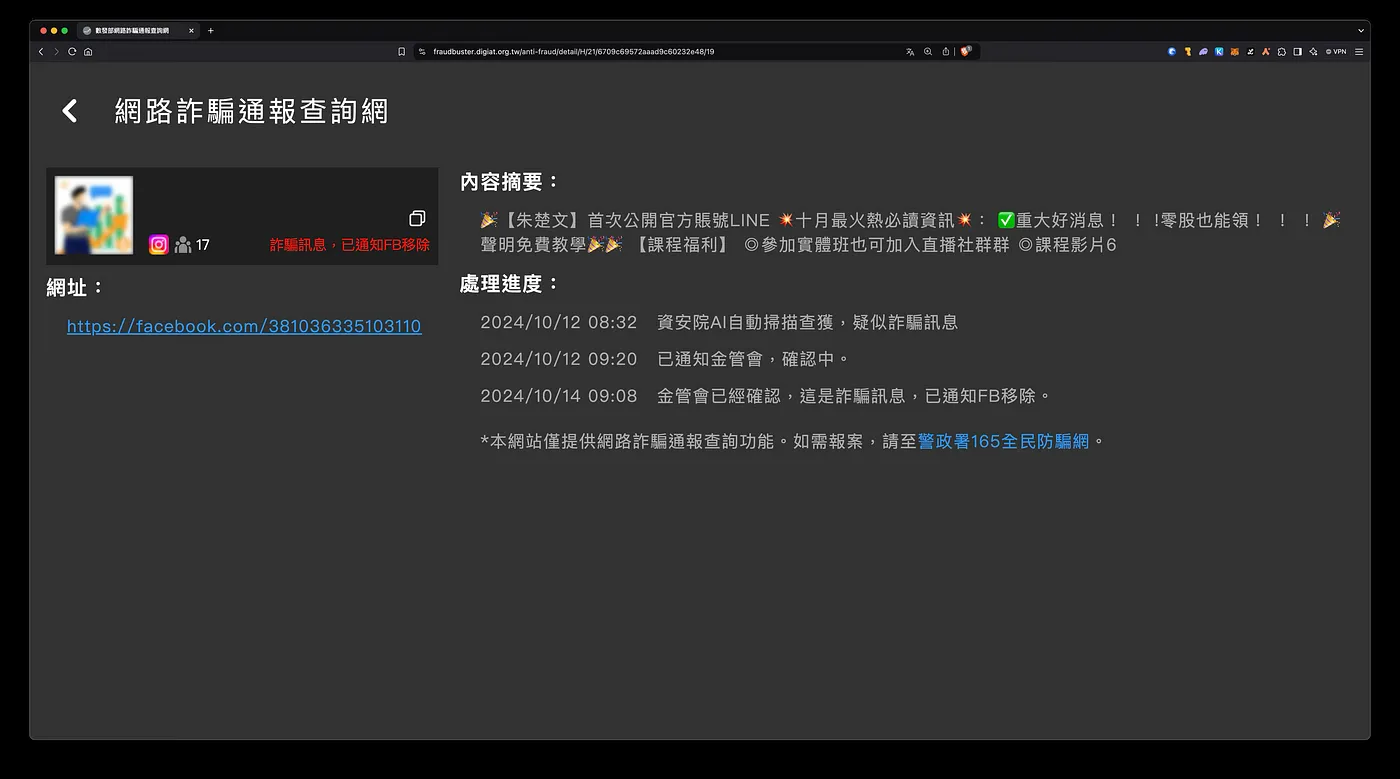 數發部網路詐騙通報查詢網
fraudbuster.digiat.org.tw/anti-fraud/detail/H/21/6709c69572aaad9c60232e48/19
VPN
網路詐騙通報查詢網
17
詐騙訊息，已通知FB移除
網址：
https://facebook.com/381036335103110
內容摘要：
🎉【朱楚文】首次公開官方賬號LINE 💥十月最火熱必讀資訊💥： ✅重大好消息！ ！ !零股也能領！ ！ ！🎉
聲明免費教學🎉🎉 【課程福利】 ◎參加實體班也可加入直播社群群 ◎課程影片6
處理進度：
2024/10/12 08:32 資安院AI自動掃描查獲，疑似詐騙訊息
2024/10/12 09:20 已通知金管會，確認中。
2024/10/14 09:08 金管會已經確認，這是詐騙訊息，已通知FB移除。
*本網站僅提供網路詐騙通報查詢功能。如需報案，請至警政署165全民防騙網。